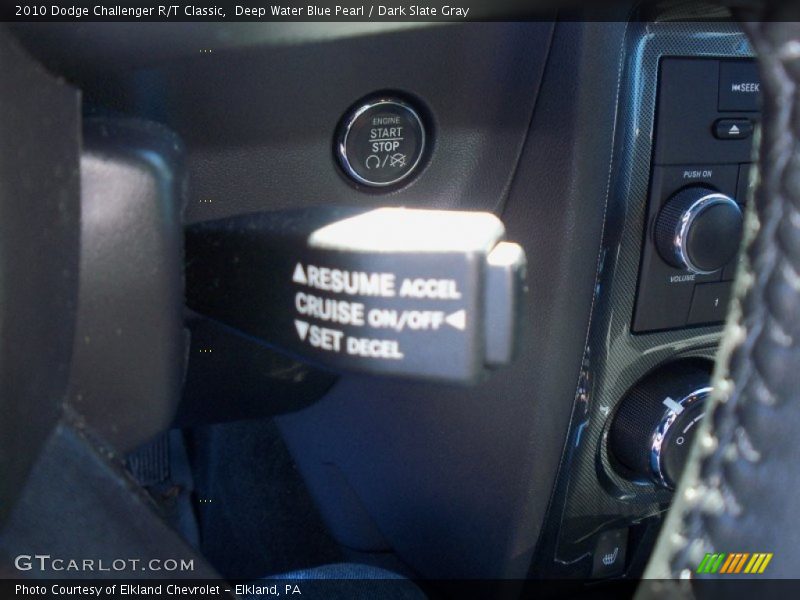 2010 Dodge Challenger R/T Classic,  Deep Water Blue Pearl / Dark Slate Gray
ENGINE
START
STOP
SEEK
PUSH ON
VOLUME
1
▲RESUME ACCEL
CRUISE ON/OFF◄
▼SET DECEL
GTCARLOT.COM
Photo Courtesy of Elkland Chevrolet – Elkland, PA